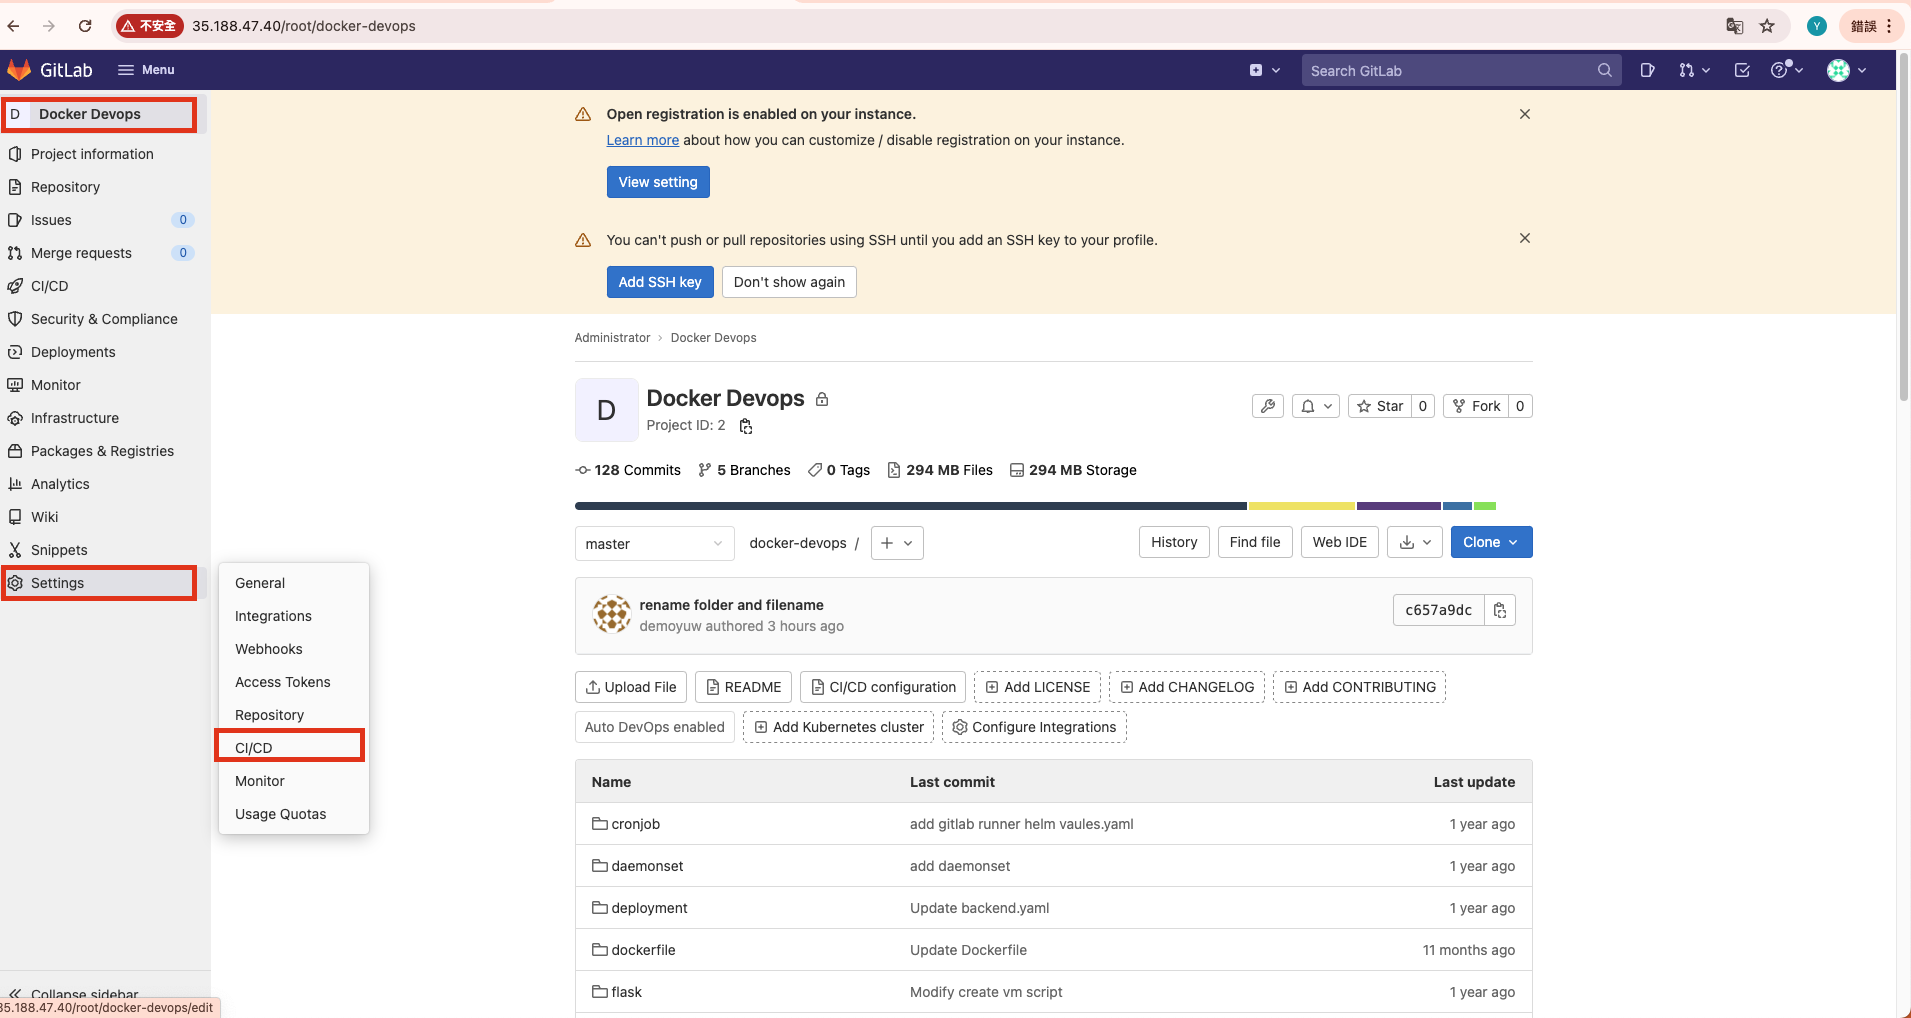 不安全 35.188.47.40/root/docker-devops Y 錯誤
GitLab Menu Search GitLab
D Docker Devops
Project information
Repository
Issues 0
Merge requests 0
CI/CD
Security & Compliance
Deployments
Monitor
Infrastructure
Packages & Registries
Analytics
Wiki
Snippets
Settings
General
Integrations
Webhooks
Access Tokens
Repository
CI/CD
Monitor
Usage Quotas
Collapse sidebar
35.188.47.40/root/docker-devops/edit
Open registration is enabled on your instance.
Learn more about how you can customize / disable registration on your instance.
View setting
You can't push or pull repositories using SSH until you add an SSH key to your profile.
Add SSH key Don't show again
Administrator › Docker Devops
D Docker Devops
Project ID: 2
Star 0 Fork 0
128 Commits 5 Branches 0 Tags 294 MB Files 294 MB Storage
master docker-devops / + History Find file Web IDE Clone
rename folder and filename
demoyuw authored 3 hours ago
c657a9dc
Upload File README CI/CD configuration Add LICENSE Add CHANGELOG Add CONTRIBUTING
Auto DevOps enabled Add Kubernetes cluster Configure Integrations
Name Last commit Last update
cronjob add gitlab runner helm vaules.yaml 1 year ago
daemonset add daemonset 1 year ago
deployment Update backend.yaml 1 year ago
dockerfile Update Dockerfile 11 months ago
flask Modify create vm script 1 year ago